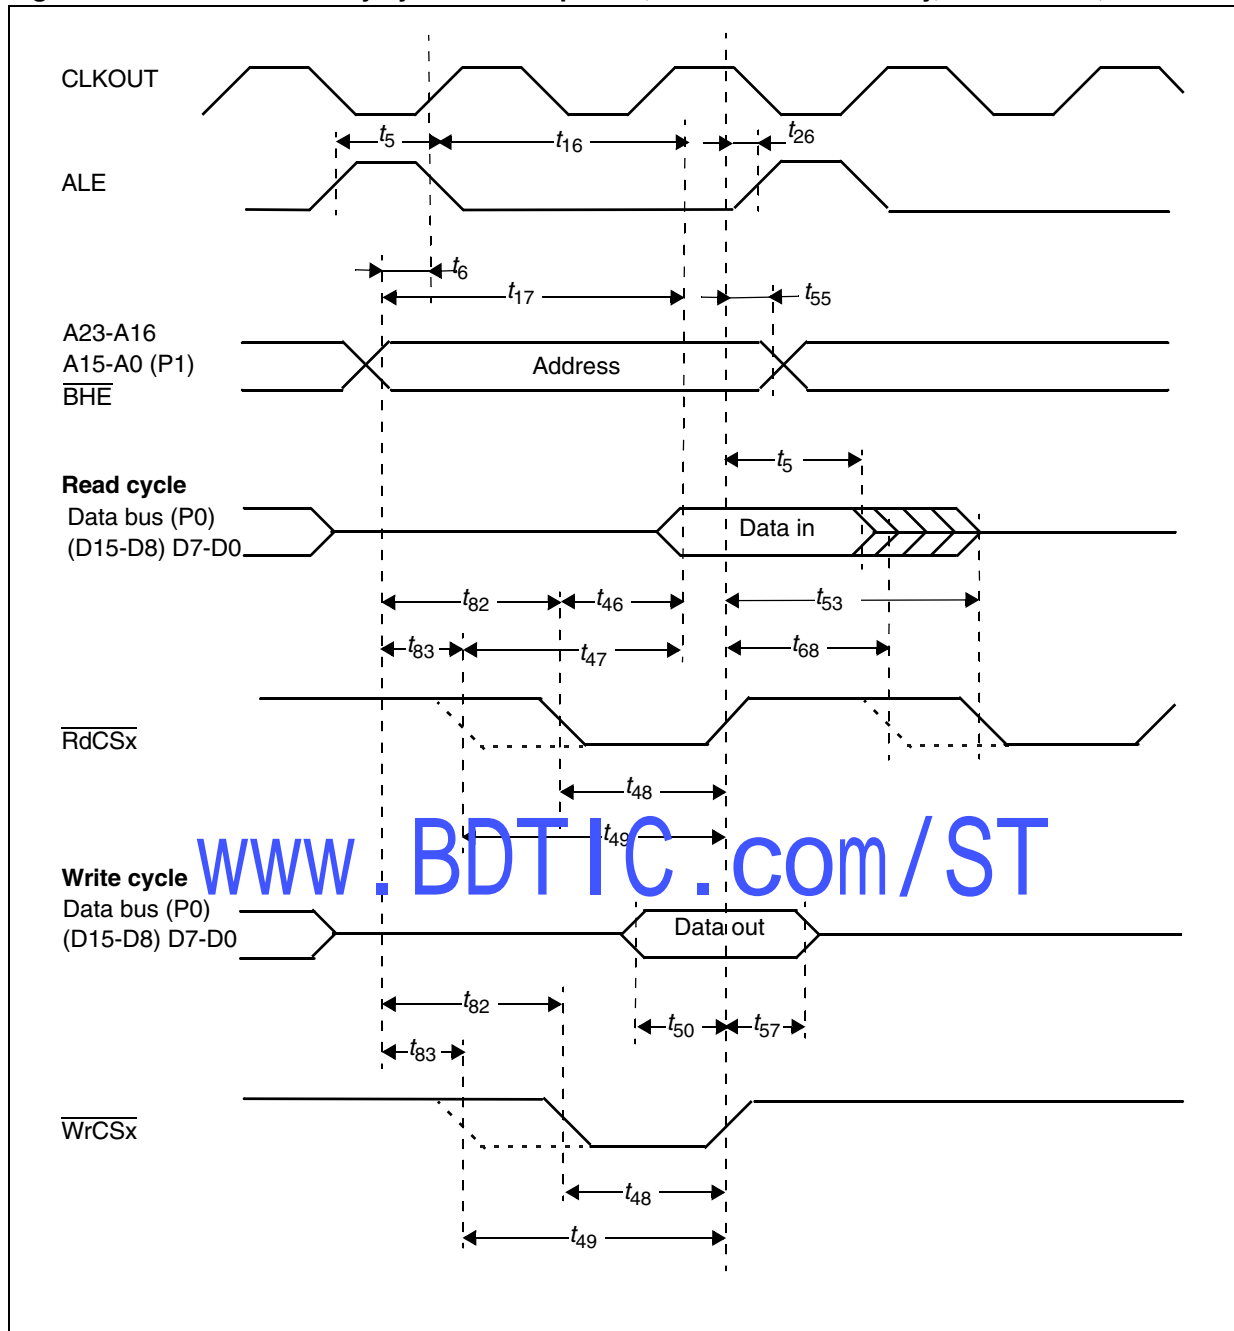 CLKOUT
t5
t16
t26
ALE
t6
t17
t55
A23-A16
A15-A0 (P1)
BHE
Address
t5
Read cycle
Data bus (P0)
(D15-D8) D7-D0
Data in
t82
t46
t53
t83
t47
t68
RdCSx
t48
t49
www.BDTIC.com/ST
Write cycle
Data bus (P0)
(D15-D8) D7-D0
Data out
t82
t50
t57
t83
WrCSx
t48
t49